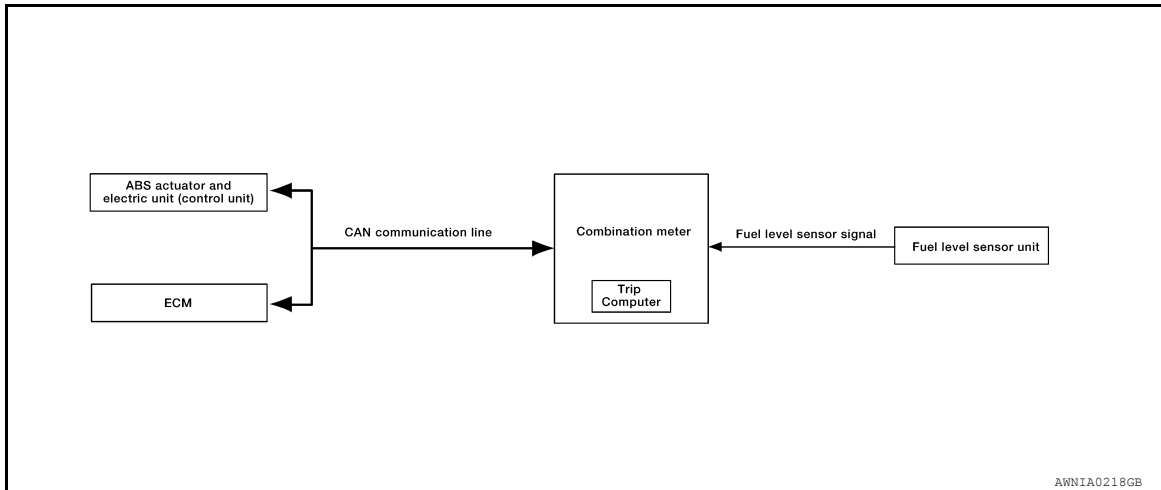 ABS actuator and
electric unit (control unit)
CAN communication line
ECM
Combination meter
Trip
Computer
Fuel level sensor signal
Fuel level sensor unit
AWNIA0218GB